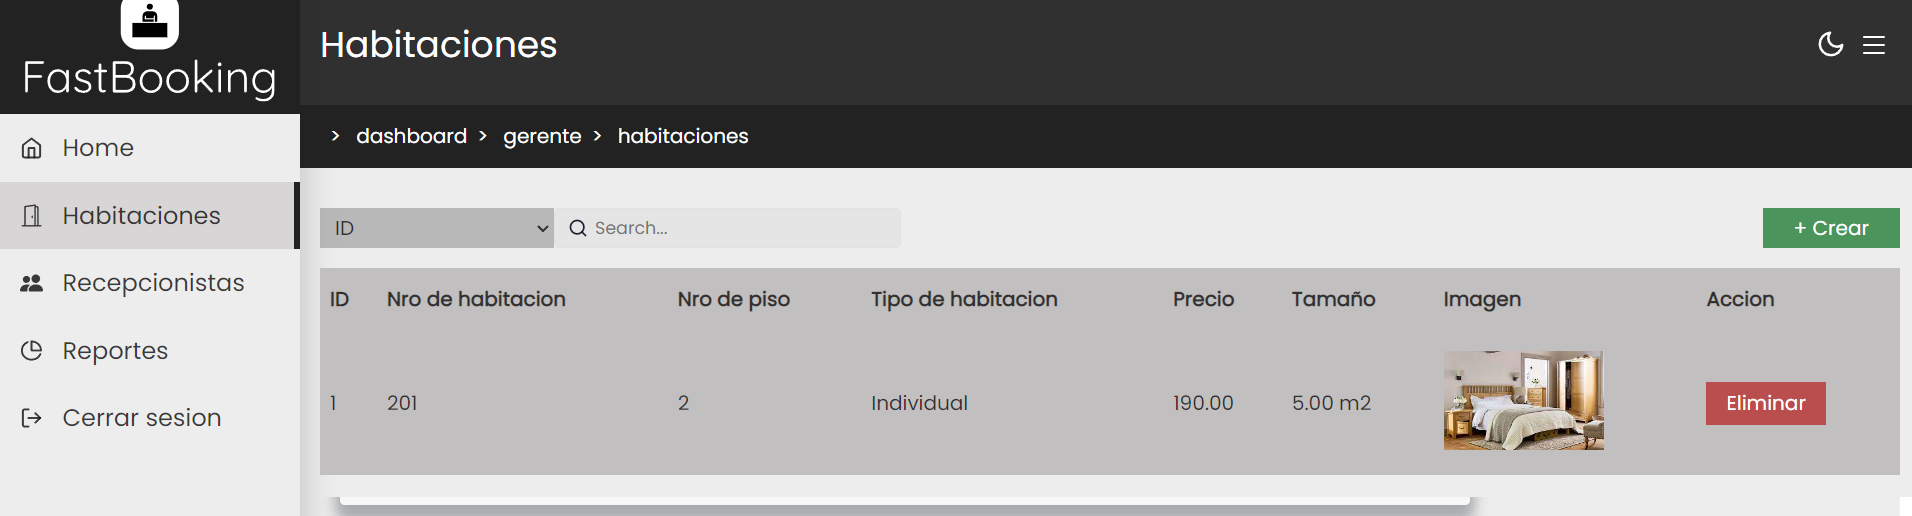 FastBooking
Habitaciones
> dashboard > gerente > habitaciones
Home
Habitaciones
Recepcionistas
Reportes
Cerrar sesion
ID Search... + Crear
ID Nro de habitacion Nro de piso Tipo de habitacion Precio Tamaño Imagen Accion
1 201 2 Individual 190.00 5.00 m2 Eliminar